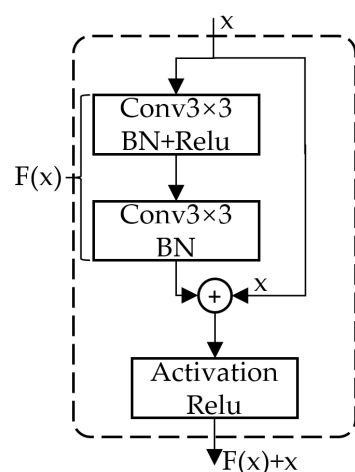 x
Conv3×3
BN+Relu
F(x)
Conv3×3
BN
x
+
Activation
Relu
F(x)+x